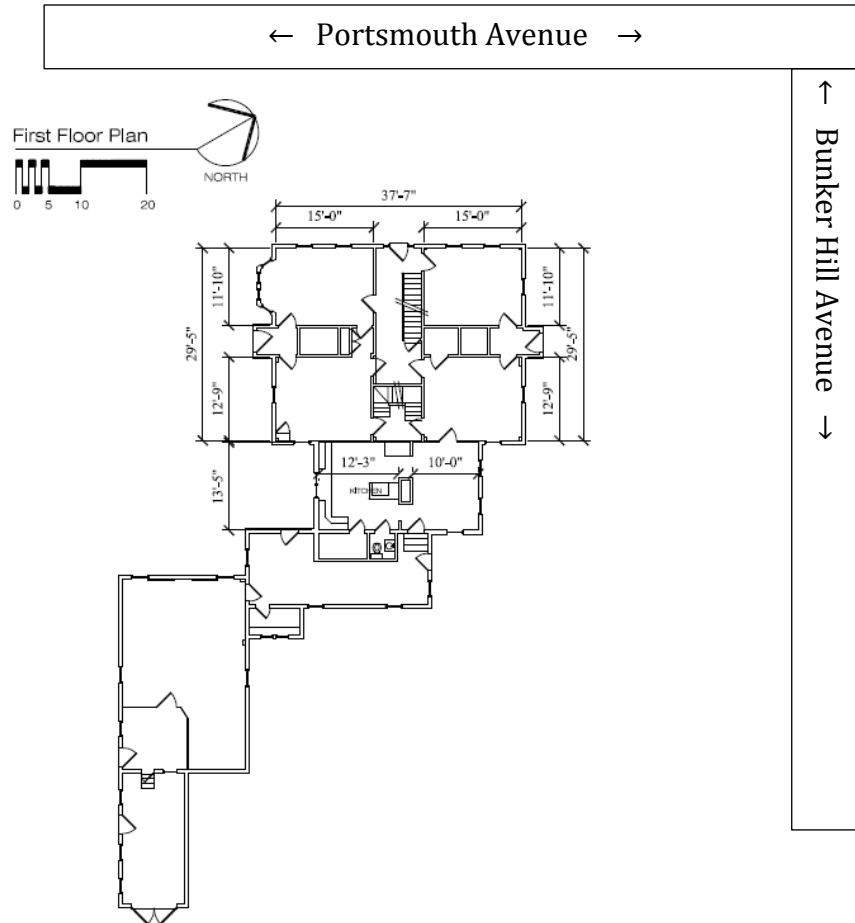 ← Portsmouth Avenue →
← Bunker Hill Avenue →
First Floor Plan
NORTH
0 5 10 20
37'-7"
15'-0" 15'-0"
11'-10" 11'-10"
29'-5" 29'-5"
12'-9" 12'-9"
13'-5"
12'-3" 10'-0"
KITCHEN